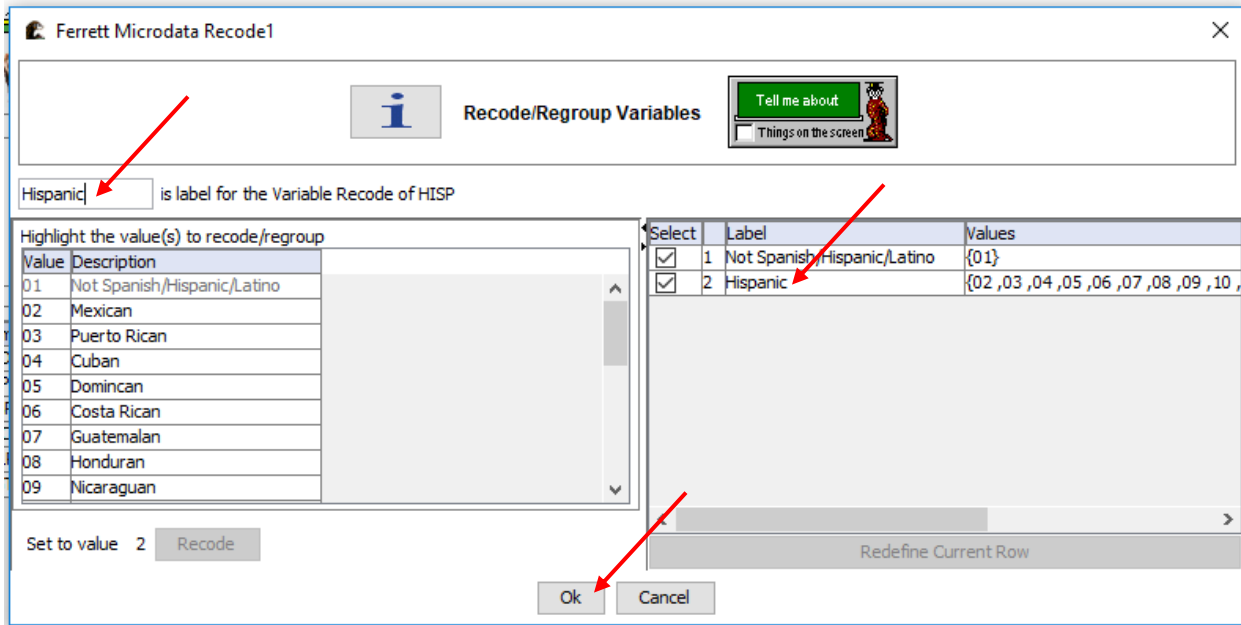 Ferrett Microdata Recode1
i
Recode/Regroup Variables
Tell me about
Things on the screen
Hispanic is label for the Variable Recode of HISP
Highlight the value(s) to recode/regroup
Value Description
01 Not Spanish/Hispanic/Latino
02 Mexican
03 Puerto Rican
04 Cuban
05 Domincan
06 Costa Rican
07 Guatemalan
08 Honduran
09 Nicaraguan
Set to value 2 Recode
Select Label Values
1 Not Spanish/Hispanic/Latino {01}
2 Hispanic {02 ,03 ,04 ,05 ,06 ,07 ,08 ,09 ,10 ,
Redefine Current Row
Ok Cancel